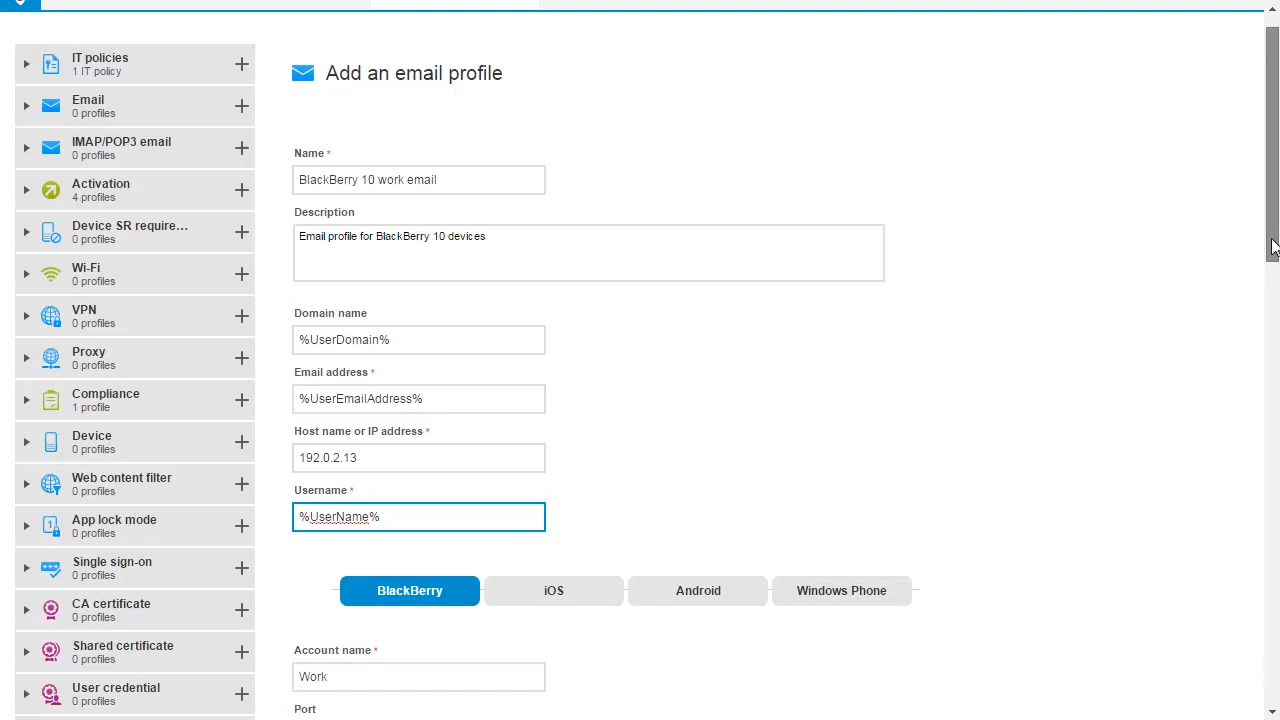 IT policies
1 IT policy
Email
0 profiles
IMAP/POP3 email
0 profiles
Activation
4 profiles
Device SR require...
0 profiles
Wi-Fi
0 profiles
VPN
0 profiles
Proxy
0 profiles
Compliance
1 profile
Device
0 profiles
Web content filter
0 profiles
App lock mode
0 profiles
Single sign-on
0 profiles
CA certificate
0 profiles
Shared certificate
0 profiles
User credential
0 profiles
Add an email profile
Name *
BlackBerry 10 work email
Description
Email profile for BlackBerry 10 devices
Domain name
%UserDomain%
Email address *
%UserEmailAddress%
Host name or IP address *
192.0.2.13
Username *
%UserName%
BlackBerry iOS Android Windows Phone
Account name *
Work
Port